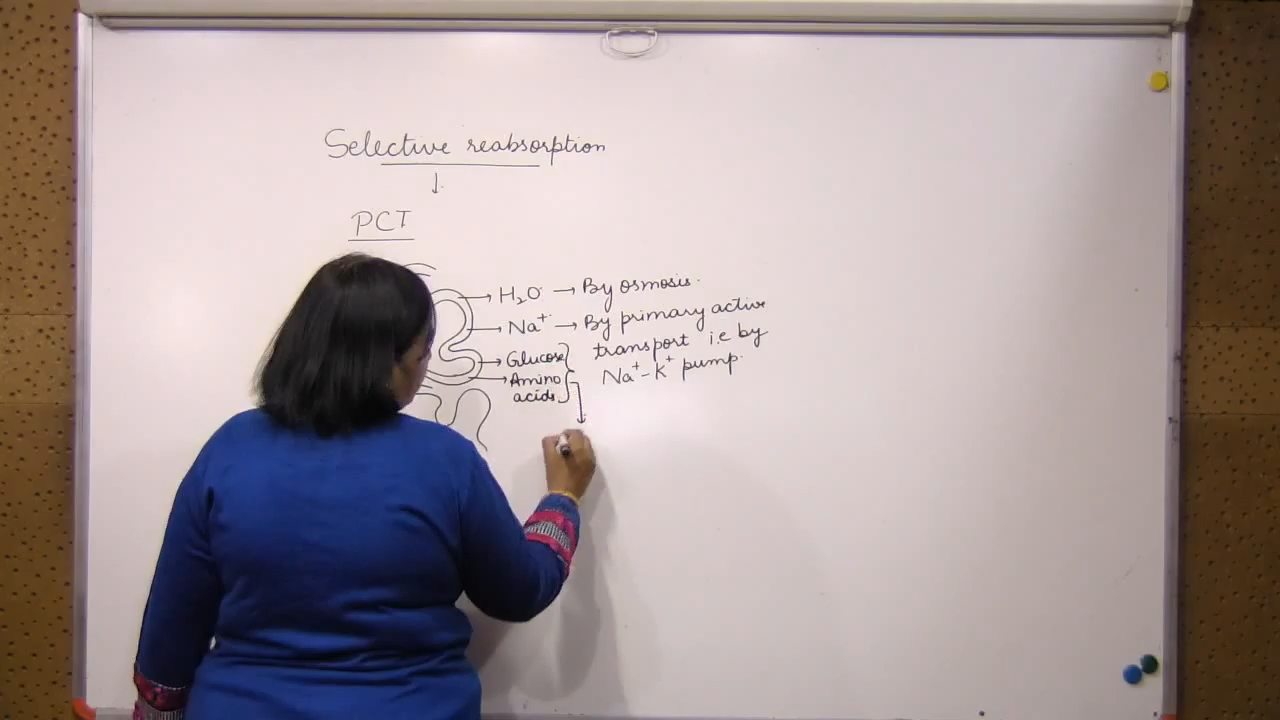 Selective reabsorption
↓
PCT
→ H₂O → By osmosis.
→ Na⁺ → By primary active
transport i.e by
Na⁺-K⁺ pump.
→ Glucose
→ Amino
acids
↓